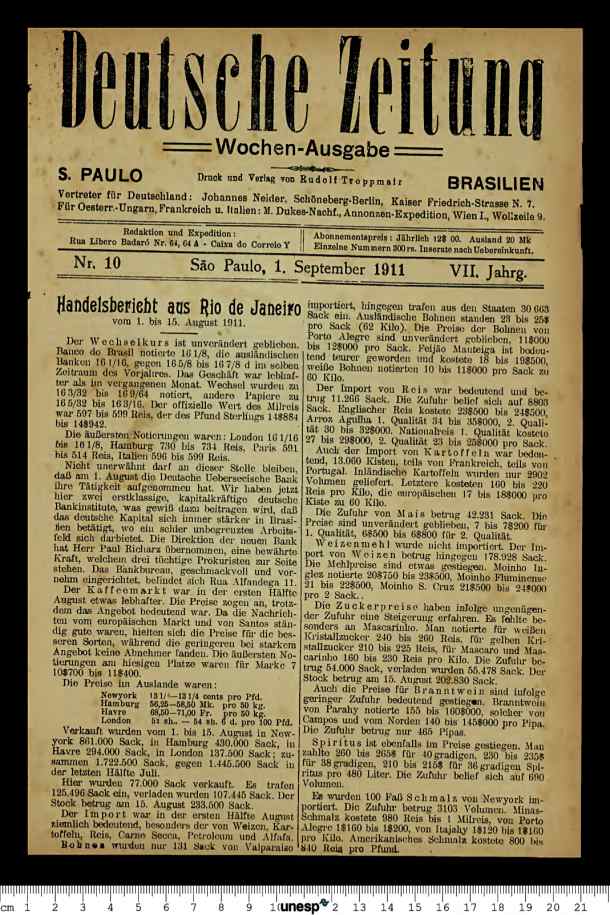 Deutsche Zeitung
Wochen-Ausgabe
S. PAULO
Druck und Verlag von Rudolf Troppmair
BRASILIEN
Vertreter für Deutschland: Johannes Neider, Schöneberg-Berlin, Kaiser Friedrich-Strasse N. 7.
Für Oesterr.-Ungarn, Frankreich u. Italien: M. Dukes-Nachf., Annonzen-Expedition, Wien I., Wollzeile 9.
Redaktion und Expedition:
Rua Libero Badaró Nr. 64, 64 A - Caixa do Correio Y
Abonnementspreis: Jährlich 12$ 00. Ausland 20 Mk
Einzelne Nummern 300 rs. Inserate nach Uebereinkunft.
Nr. 10
São Paulo, 1. September 1911
VII. Jahrg.
Handelsbericht aus Rio de Janeiro
vom 1. bis 15. August 1911.
Der Wechselkurs ist unverändert geblieben.
Banco do Brasil notierte 16 1/8, die ausländischen
Banken 16 1/16, gegen 16 5/8 bis 16 7/8 d im selben
Zeitraum des Vorjahres. Das Geschäft war lebhaf-
ter als im vergangenen Monat. Wechsel wurden zu
16 3/32 bis 16 9/64 notiert, andere Papiere zu
16 5/32 bis 16 3/16. Der offizielle Wert des Milreis
war 597 bis 599 Reis, der des Pfund Sterlings 14$884
bis 14$942.
Die äußersten Notierungen waren: London 16 1/16
bis 16 1/8, Hamburg 730 bis 734 Reis, Paris 591
bis 514 Reis, Italien 596 bis 599 Reis.
Nicht unerwähnt darf an dieser Stelle bleiben,
daß am 1. August die Deutsche Ueberseeische Bank
ihre Tätigkeit aufgenommen hat. Wir haben jetzt
hier zwei erstklassige, kapitalkräftige deutsche
Bankinstitute, was gewiß dazu beitragen wird, daß
das deutsche Kapital sich immer stärker in Brasi-
lien betätigt, wo ein schier unbegrenztes Arbeits-
feld sich darbietet. Die Direktion der neuen Bank
hat Herr Paul Richarz übernommen, eine bewährte
Kraft, welchem drei tüchtige Prokuristen zur Seite
stehen. Das Bankbureau, geschmackvoll und vor-
nehm eingerichtet, befindet sich Rua Alfandega 11.
Der Kaffeemarkt war in der ersten Hälfte
August etwas lebhafter. Die Preise zogen an, trotz-
dem das Angebot bedeutend war. Da die Nachrich-
ten vom europäischen Markt und von Santos stän-
dig gute waren, hielten sich die Preise für die bes-
seren Sorten, während die geringeren bei starkem
Angebot keine Abnehmer fanden. Die äußersten No-
tierungen am hiesigen Platze waren für Marke 7
10$700 bis 11$400.
Die Preise im Auslande waren:
Newyork 13 1/4—13 1/4 cents pro Pfd.
Hamburg 56,25—58,50 Mk. pro 50 kg.
Havre 68,50—71,00 Fr. pro 50 kg.
London 52 sh. — 54 sh. 6 d. pro 100 Pfd.
Verkauft wurden vom 1. bis 15. August in New-
york 861.000 Sack, in Hamburg 430.000 Sack, in
Havre 294.000 Sack, in London 137.500 Sack; zu-
sammen 1.722.500 Sack, gegen 1.445.500 Sack in
der letzten Hälfte Juli.
Hier wurden 77.000 Sack verkauft. Es trafen
125.496 Sack ein, verladen wurden 107.445 Sack. Der
Stock betrug am 15. August 233.500 Sack.
Der Import war in der ersten Hälfte August
ziemlich bedeutend, besonders der von Weizen, Kar-
toffeln, Reis, Carne Secca, Petroleum und Alfafa.
Bohnen wurden nur 131 Sack von Valparaiso
importiert, hingegen trafen aus den Staaten 30 663
Sack ein. Ausländische Bohnen standen 23 bis 25$
pro Sack (62 Kilo). Die Preise der Bohnen von
Porto Alegre sind unverändert geblieben, 11$000
bis 12$000 pro Sack. Feijão Manteiga ist bedeu-
tend teurer geworden und kostete 18 bis 19$500,
weiße Bohnen notierten 10 bis 11$000 pro Sack zu
60 Kilo.
Der Import von Reis war bedeutend und be-
trug 11.266 Sack. Die Zufuhr belief sich auf 8803
Sack. Englischer Reis kostete 23$500 bis 24$500,
Arroz Agulha 1. Qualität 34 bis 35$000, 2. Quali-
tät 30 bis 32$000. Nationalreis 1. Qualität kostete
27 bis 29$000, 2. Qualität 23 bis 25$000 pro Sack.
Auch der Import von Kartoffeln war bedeu-
tend, 13.060 Kisten, teils von Frankreich, teils von
Portugal. Inländische Kartoffeln wurden nur 2902
Volumen geliefert. Letztere kosteten 160 bis 220
Reis pro Kilo, die europäischen 17 bis 18$000 pro
Kiste zu 60 Kilo.
Die Zufuhr von Mais betrug 42.231 Sack. Die
Preise sind unverändert geblieben, 7 bis 7$200 für
1. Qualität, 6$500 bis 6$800 für 2. Qualität.
Weizenmehl wurde nicht importiert. Der Im-
port von Weizen betrug hingegen 178.928 Sack.
Die Mehlpreise sind etwas gestiegen. Moinho In-
glez notierte 20$750 bis 23$500, Moinho Fluminense
21 bis 22$500, Moinho S. Cruz 21$500 bis 24$000
pro 2 Sack.
Die Zuckerpreise haben infolge ungenügen-
der Zufuhr eine Steigerung erfahren. Es fehlte be-
sonders an Mascarinho. Man notierte für weißen
Kristallzucker 240 bis 260 Reis, für gelben Kri-
stallzucker 210 bis 225 Reis, für Mascaro und Mas-
carinho 160 bis 230 Reis pro Kilo. Die Zufuhr be-
trug 54.000 Sack, verladen wurden 55.478 Sack. Der
Stock betrug am 15. August 202.830 Sack.
Auch die Preise für Branntwein sind infolge
geringer Zufuhr bedeutend gestiegen. Branntwein
von Parahy notierte 155 bis 160$000, solcher von
Campos und vom Norden 140 bis 145$000 pro Pipa.
Die Zufuhr betrug nur 465 Pipas.
Spiritus ist ebenfalls im Preise gestiegen. Man
zahlte 260 bis 265$ für 40 gradigen, 230 bis 235$
für 38 gradigen, 210 bis 215$ für 36 gradigen Spi-
ritus pro 480 Liter. Die Zufuhr belief sich auf 690
Volumen.
Es wurden 100 Faß Schmalz von Newyork im-
portiert. Die Zufuhr betrug 3103 Volumen. Minas-
Schmalz kostete 980 Reis bis 1 Milreis, von Porto
Alegre 1$160 bis 1$200, von Itajahy 1$120 bis 1$160
pro Kilo. Amerikanisches Schmalz kostete 800 bis
840 Reis pro Pfund.
cm 1 2 3 4 5 6 7 8 9 10 unesp 2 13 14 15 16 17 18 19 20 21